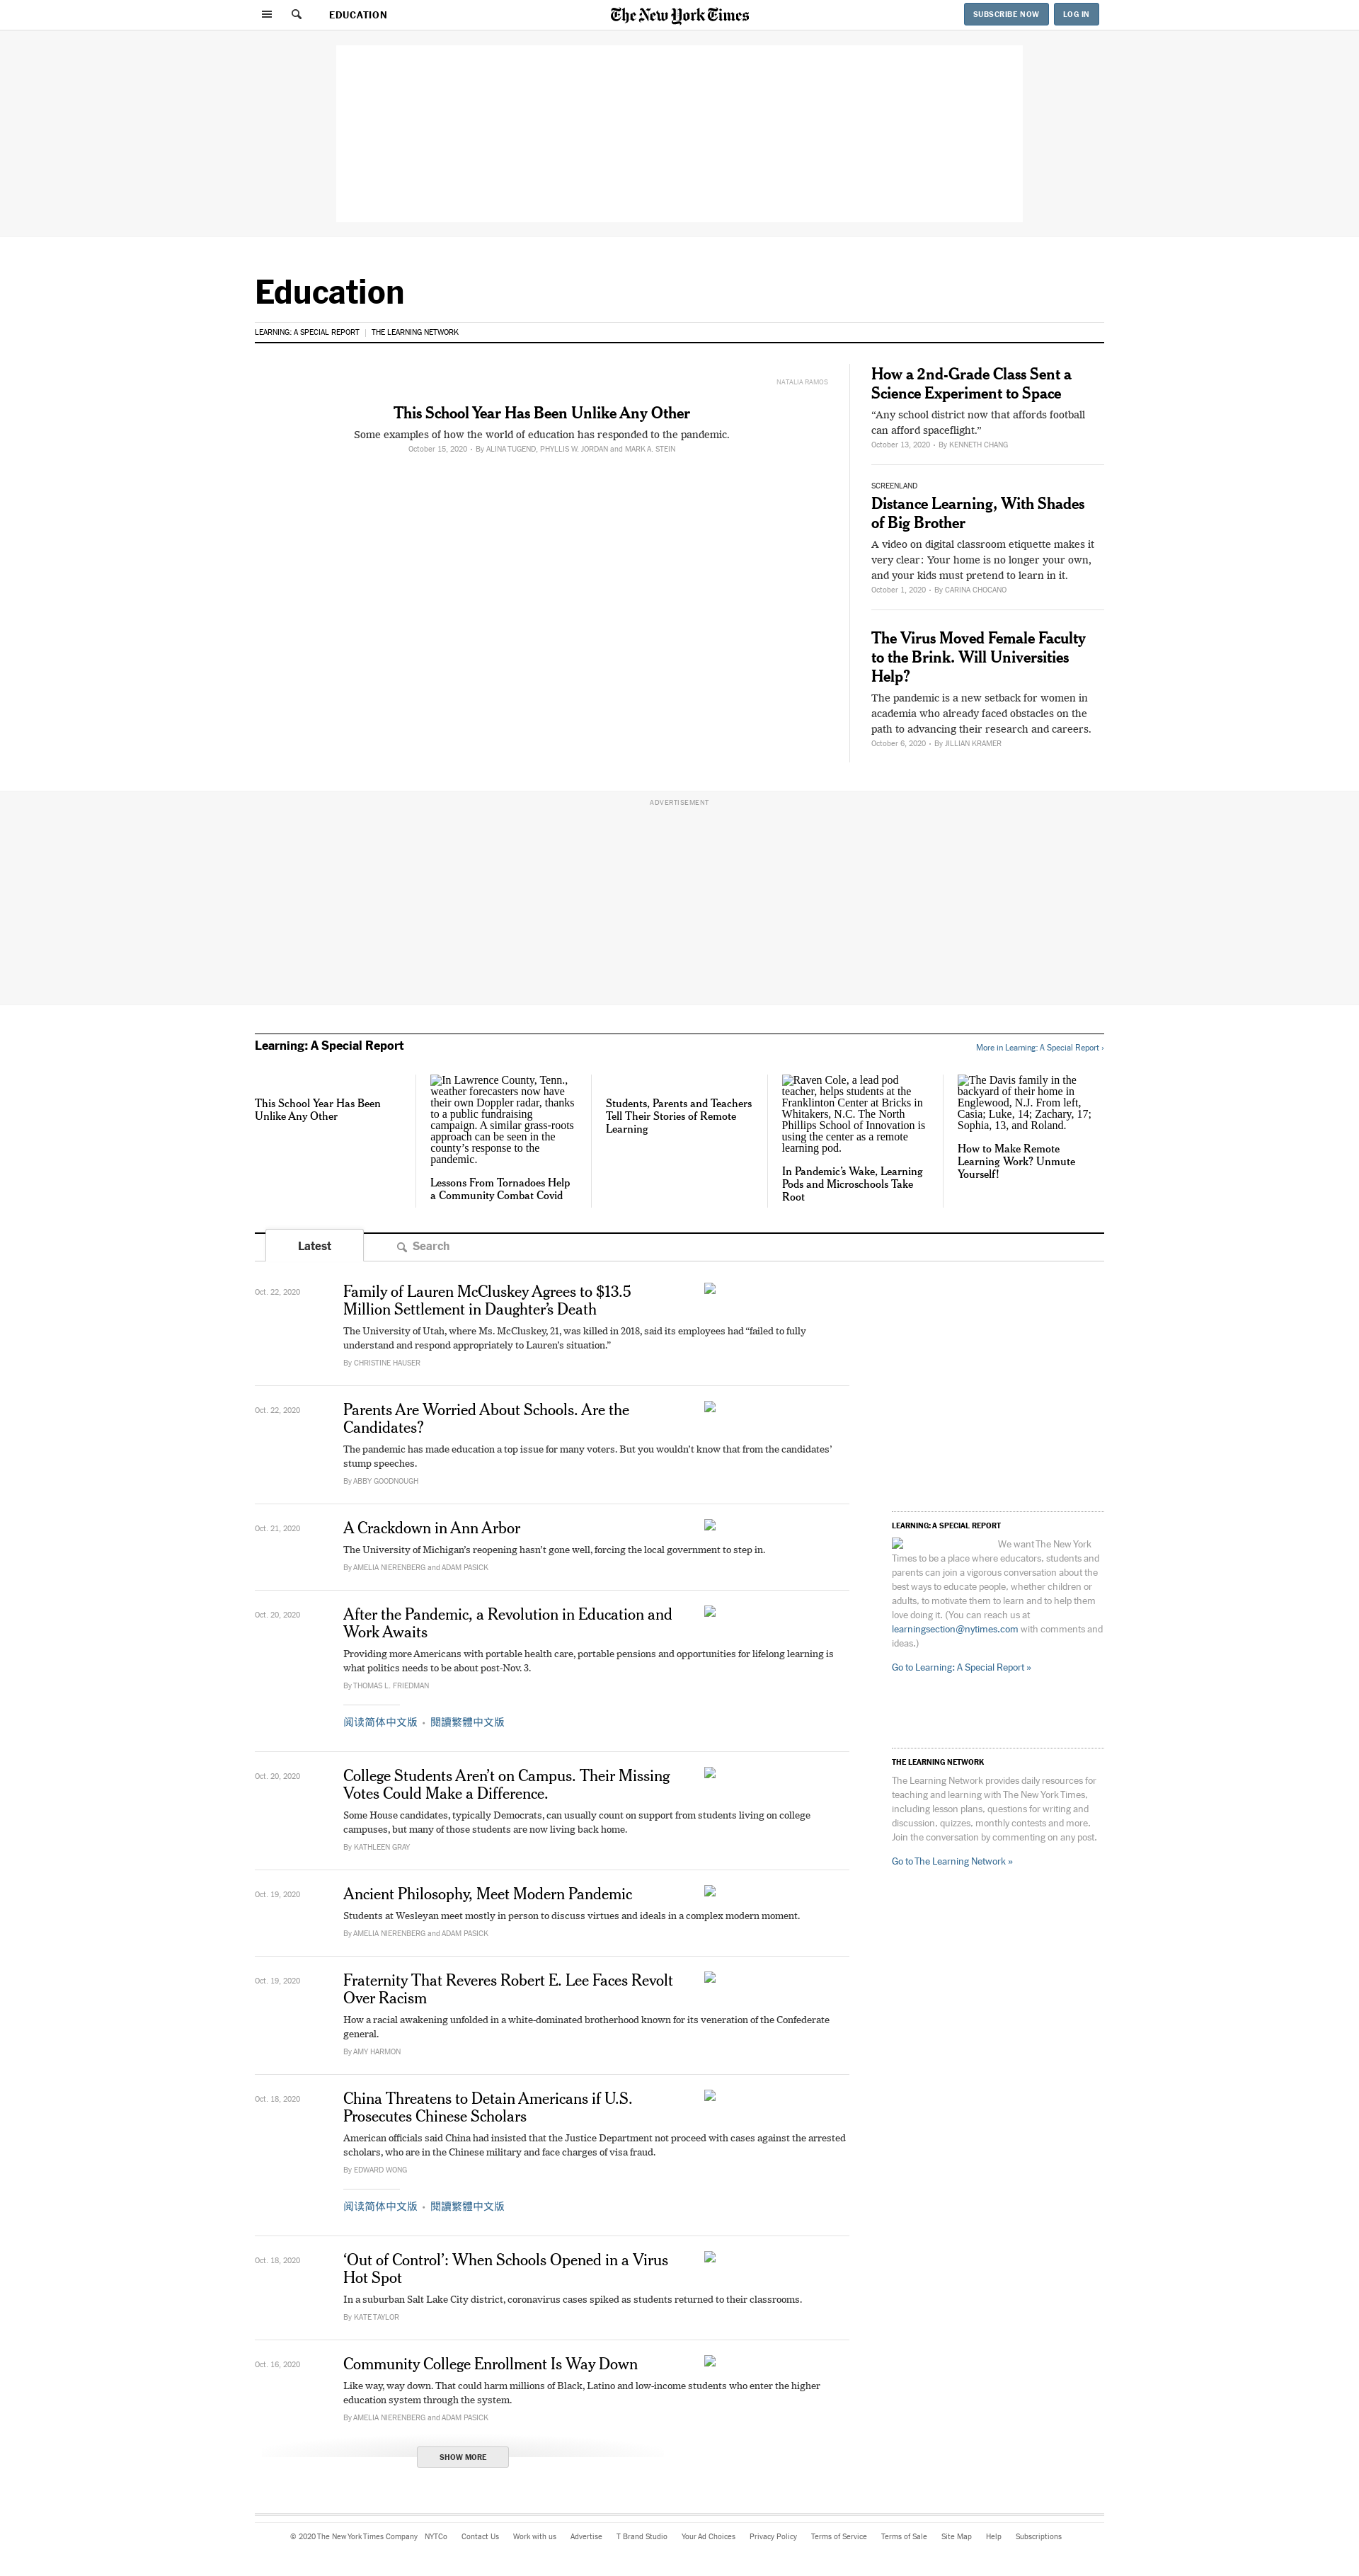 EDUCATION
The New York Times
SUBSCRIBE NOW
LOG IN
Education
LEARNING: A SPECIAL REPORT
THE LEARNING NETWORK
NATALIA RAMOS
This School Year Has Been Unlike Any Other
Some examples of how the world of education has responded to the pandemic.
October 15, 2020 • By ALINA TUGEND, PHYLLIS W. JORDAN and MARK A. STEIN
How a 2nd-Grade Class Sent a
Science Experiment to Space
“Any school district now that affords football
can afford spaceflight.”
October 13, 2020 • By KENNETH CHANG
SCREENLAND
Distance Learning, With Shades
of Big Brother
A video on digital classroom etiquette makes it
very clear: Your home is no longer your own,
and your kids must pretend to learn in it.
October 1, 2020 • By CARINA CHOCANO
The Virus Moved Female Faculty
to the Brink. Will Universities
Help?
The pandemic is a new setback for women in
academia who already faced obstacles on the
path to advancing their research and careers.
October 6, 2020 • By JILLIAN KRAMER
ADVERTISEMENT
Learning: A Special Report
More in Learning: A Special Report ›
This School Year Has Been
Unlike Any Other
In Lawrence County, Tenn.,
weather forecasters now have
their own Doppler radar, thanks
to a public fundraising
campaign. A similar grass-roots
approach can be seen in the
county’s response to the
pandemic.
Lessons From Tornadoes Help
a Community Combat Covid
Students, Parents and Teachers
Tell Their Stories of Remote
Learning
Raven Cole, a lead pod
teacher, helps students at the
Franklinton Center at Bricks in
Whitakers, N.C. The North
Phillips School of Innovation is
using the center as a remote
learning pod.
In Pandemic’s Wake, Learning
Pods and Microschools Take
Root
The Davis family in the
backyard of their home in
Englewood, N.J. From left,
Casia; Luke, 14; Zachary, 17;
Sophia, 13, and Roland.
How to Make Remote
Learning Work? Unmute
Yourself!
Latest
Search
Oct. 22, 2020
Family of Lauren McCluskey Agrees to $13.5
Million Settlement in Daughter’s Death
The University of Utah, where Ms. McCluskey, 21, was killed in 2018, said its employees had “failed to fully
understand and respond appropriately to Lauren’s situation.”
By CHRISTINE HAUSER
Oct. 22, 2020
Parents Are Worried About Schools. Are the
Candidates?
The pandemic has made education a top issue for many voters. But you wouldn’t know that from the candidates’
stump speeches.
By ABBY GOODNOUGH
Oct. 21, 2020
A Crackdown in Ann Arbor
The University of Michigan’s reopening hasn’t gone well, forcing the local government to step in.
By AMELIA NIERENBERG and ADAM PASICK
Oct. 20, 2020
After the Pandemic, a Revolution in Education and
Work Awaits
Providing more Americans with portable health care, portable pensions and opportunities for lifelong learning is
what politics needs to be about post-Nov. 3.
By THOMAS L. FRIEDMAN
阅读简体中文版 • 閱讀繁體中文版
Oct. 20, 2020
College Students Aren’t on Campus. Their Missing
Votes Could Make a Difference.
Some House candidates, typically Democrats, can usually count on support from students living on college
campuses, but many of those students are now living back home.
By KATHLEEN GRAY
Oct. 19, 2020
Ancient Philosophy, Meet Modern Pandemic
Students at Wesleyan meet mostly in person to discuss virtues and ideals in a complex modern moment.
By AMELIA NIERENBERG and ADAM PASICK
Oct. 19, 2020
Fraternity That Reveres Robert E. Lee Faces Revolt
Over Racism
How a racial awakening unfolded in a white-dominated brotherhood known for its veneration of the Confederate
general.
By AMY HARMON
Oct. 18, 2020
China Threatens to Detain Americans if U.S.
Prosecutes Chinese Scholars
American officials said China had insisted that the Justice Department not proceed with cases against the arrested
scholars, who are in the Chinese military and face charges of visa fraud.
By EDWARD WONG
阅读简体中文版 • 閱讀繁體中文版
Oct. 18, 2020
‘Out of Control’: When Schools Opened in a Virus
Hot Spot
In a suburban Salt Lake City district, coronavirus cases spiked as students returned to their classrooms.
By KATE TAYLOR
Oct. 16, 2020
Community College Enrollment Is Way Down
Like way, way down. That could harm millions of Black, Latino and low-income students who enter the higher
education system through the system.
By AMELIA NIERENBERG and ADAM PASICK
SHOW MORE
LEARNING: A SPECIAL REPORT
We want The New York
Times to be a place where educators, students and
parents can join a vigorous conversation about the
best ways to educate people, whether children or
adults, to motivate them to learn and to help them
love doing it. (You can reach us at
learningsection@nytimes.com with comments and
ideas.)
Go to Learning: A Special Report »
THE LEARNING NETWORK
The Learning Network provides daily resources for
teaching and learning with The New York Times,
including lesson plans, questions for writing and
discussion, quizzes, monthly contests and more.
Join the conversation by commenting on any post.
Go to The Learning Network »
© 2020 The New York Times Company NYTCo Contact Us Work with us Advertise T Brand Studio Your Ad Choices Privacy Policy Terms of Service Terms of Sale Site Map Help Subscriptions